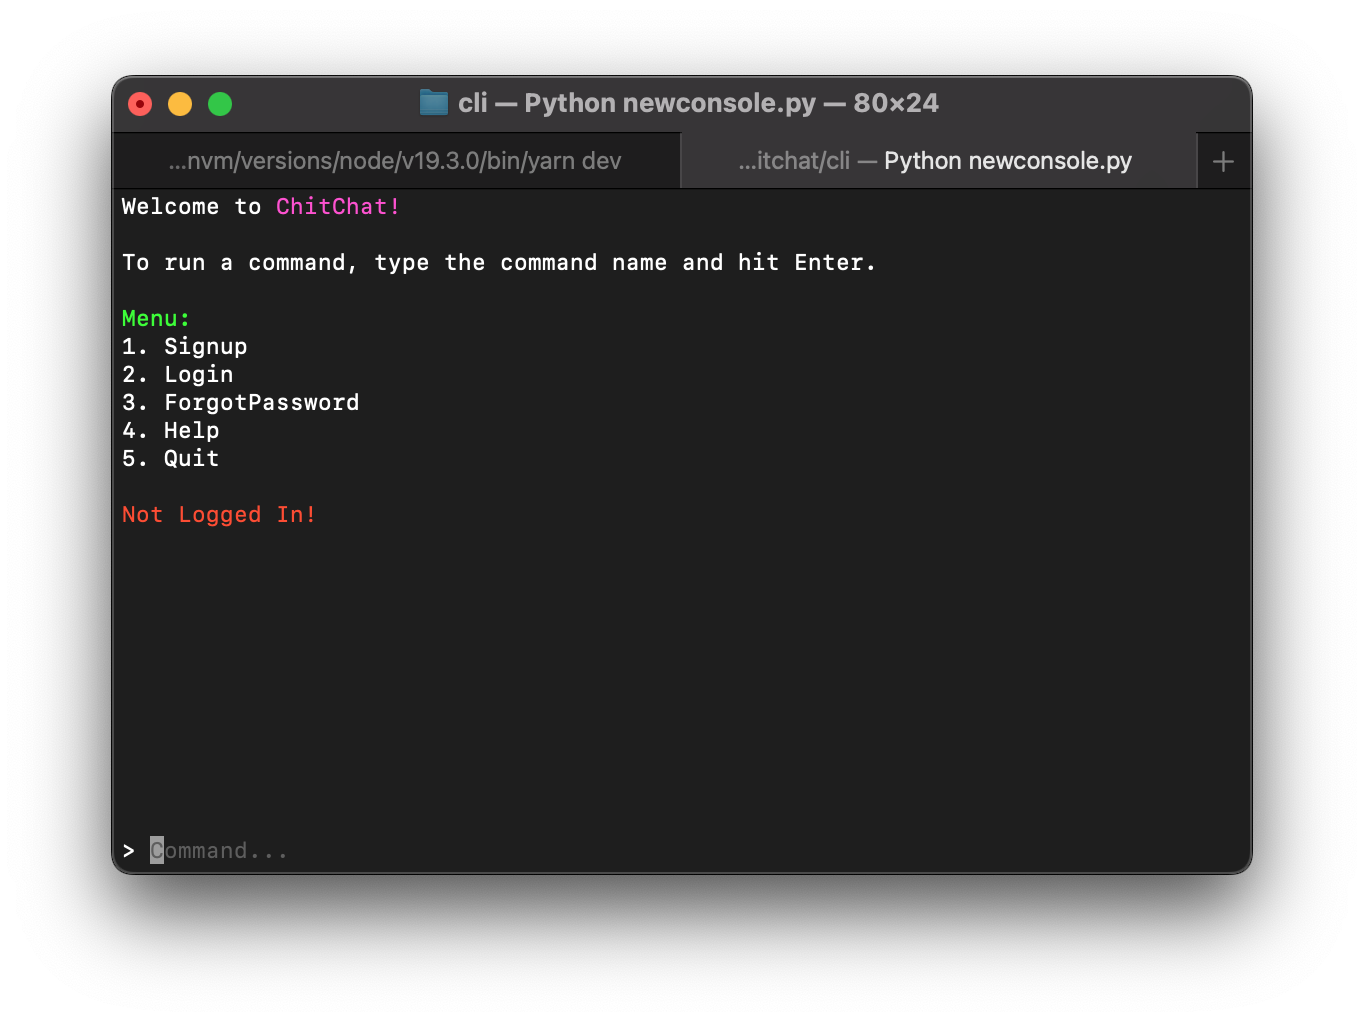 cli — Python newconsole.py — 80×24
...nvm/versions/node/v19.3.0/bin/yarn dev
...itchat/cli — Python newconsole.py
+
Welcome to ChitChat!
To run a command, type the command name and hit Enter.
Menu:
1. Signup
2. Login
3. ForgotPassword
4. Help
5. Quit
Not Logged In!
> Command...